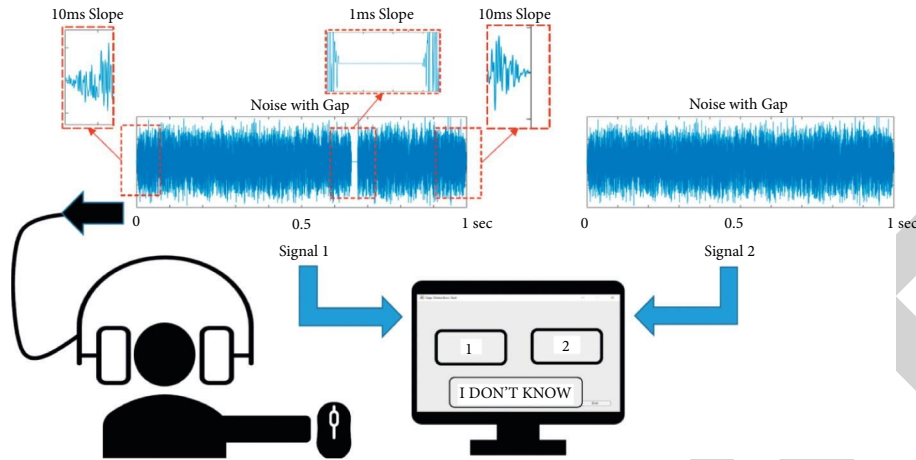 10ms Slope
1ms Slope
10ms Slope
Noise with Gap
Noise with Gap
0
0.5
1 sec
0
0.5
1 sec
Signal 1
Signal 2
1
2
I DON'T KNOW